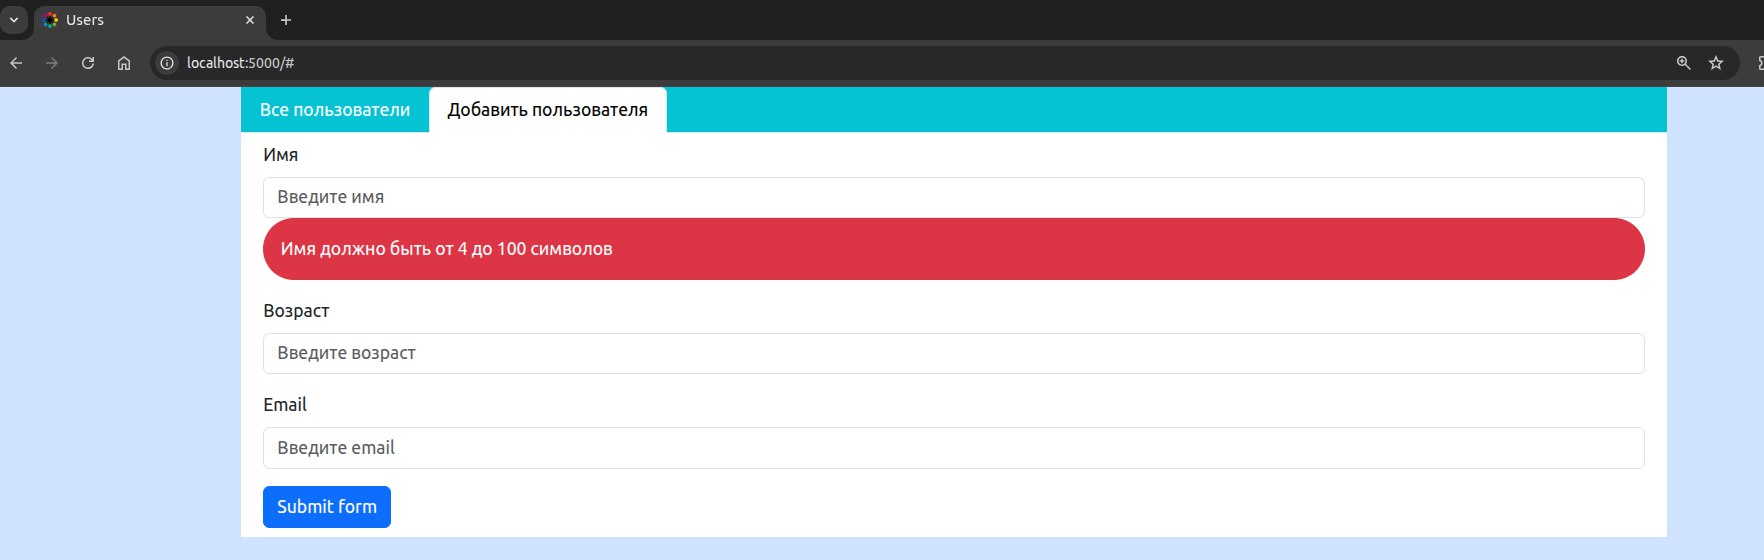 Users
localhost:5000/#
Все пользователи Добавить пользователя
Имя
Введите имя
Имя должно быть от 4 до 100 символов
Возраст
Введите возраст
Email
Введите email
Submit form